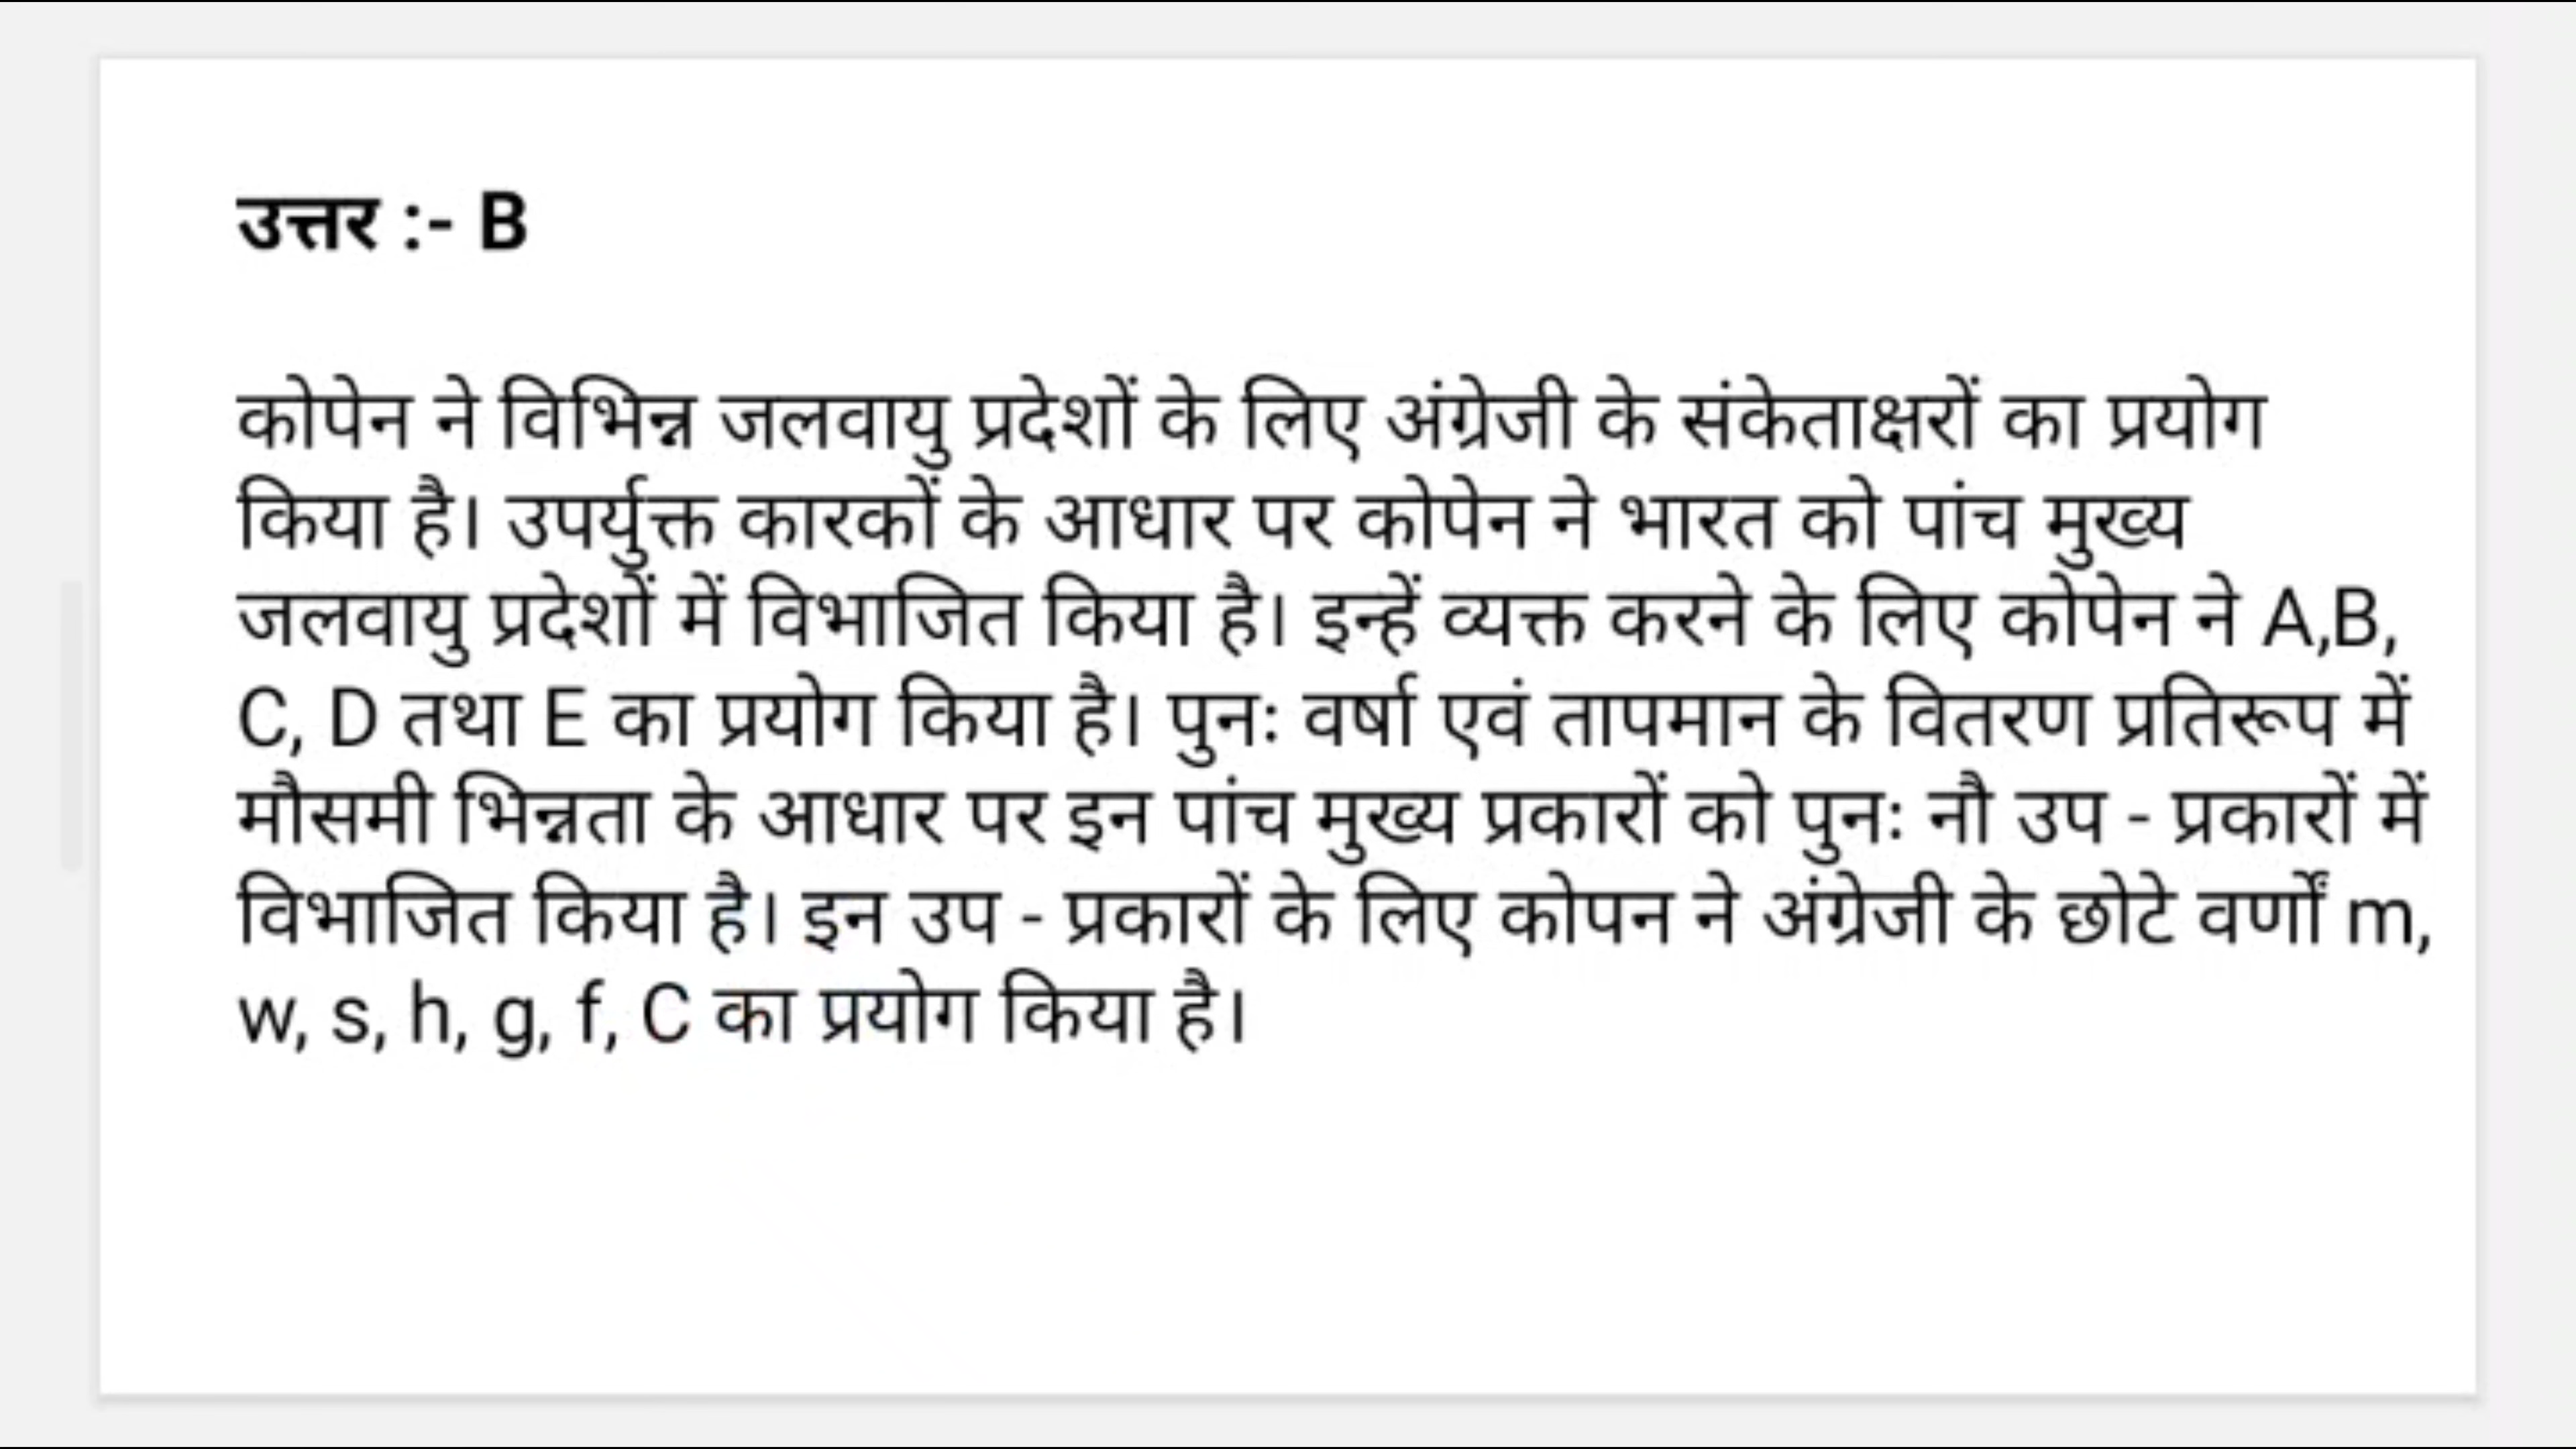 उत्तर :- B
कोपेन ने विभिन्न जलवायु प्रदेशों के लिए अंग्रेजी के संकेताक्षरों का प्रयोग
किया है। उपर्युक्त कारकों के आधार पर कोपेन ने भारत को पांच मुख्य
जलवायु प्रदेशों में विभाजित किया है। इन्हें व्यक्त करने के लिए कोपेन ने A,B,
C, D तथा E का प्रयोग किया है। पुनः वर्षा एवं तापमान के वितरण प्रतिरूप में
मौसमी भिन्नता के आधार पर इन पांच मुख्य प्रकारों को पुनः नौ उप - प्रकारों में
विभाजित किया है। इन उप - प्रकारों के लिए कोपन ने अंग्रेजी के छोटे वर्णों m,
w, s, h, g, f, C का प्रयोग किया है।